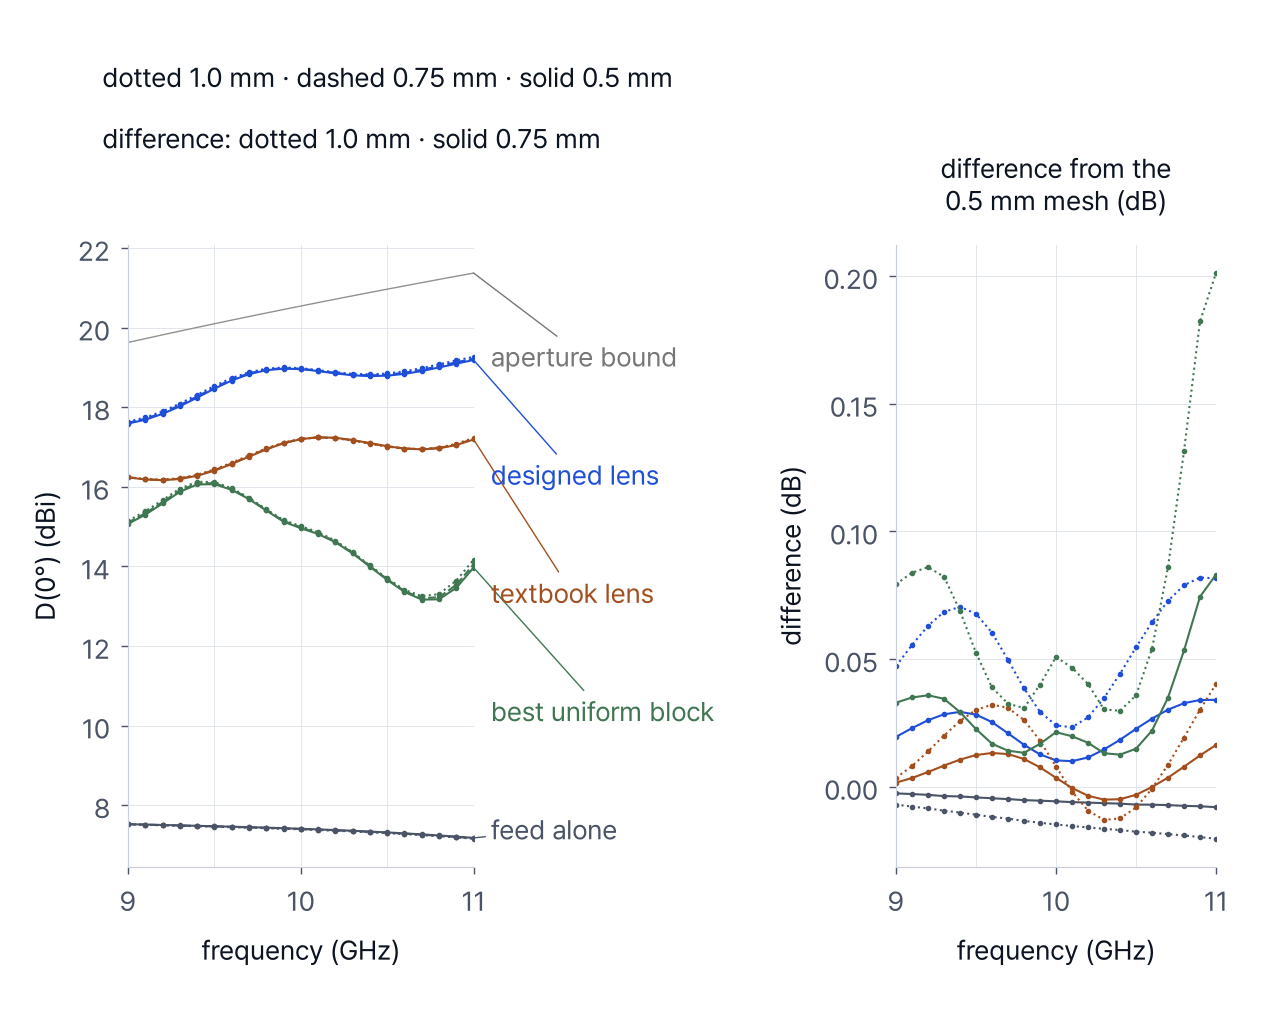 dotted 1.0 mm · dashed 0.75 mm · solid 0.5 mm
difference: dotted 1.0 mm · solid 0.75 mm
difference from the
0.5 mm mesh (dB)
22
20
18
16
14
12
10
8
D(0°) (dBi)
aperture bound
designed lens
textbook lens
best uniform block
feed alone
9
10
11
frequency (GHz)
0.20
0.15
0.10
0.05
0.00
difference (dB)
9
10
11
frequency (GHz)